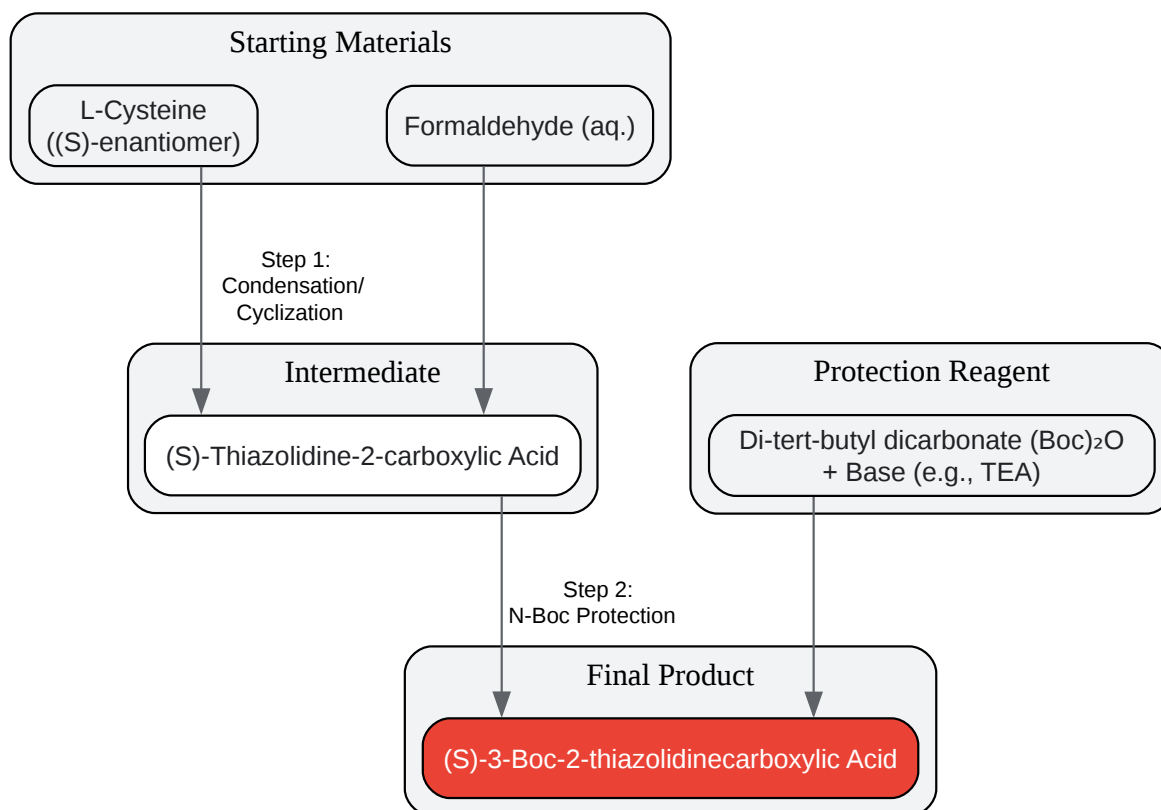 Starting Materials
L-Cysteine
((S)-enantiomer)
Formaldehyde (aq.)
Step 1:
Condensation/
Cyclization
Intermediate
(S)-Thiazolidine-2-carboxylic Acid
Protection Reagent
Di-tert-butyl dicarbonate (Boc)₂O
+ Base (e.g., TEA)
Step 2:
N-Boc Protection
Final Product
(S)-3-Boc-2-thiazolidinecarboxylic Acid